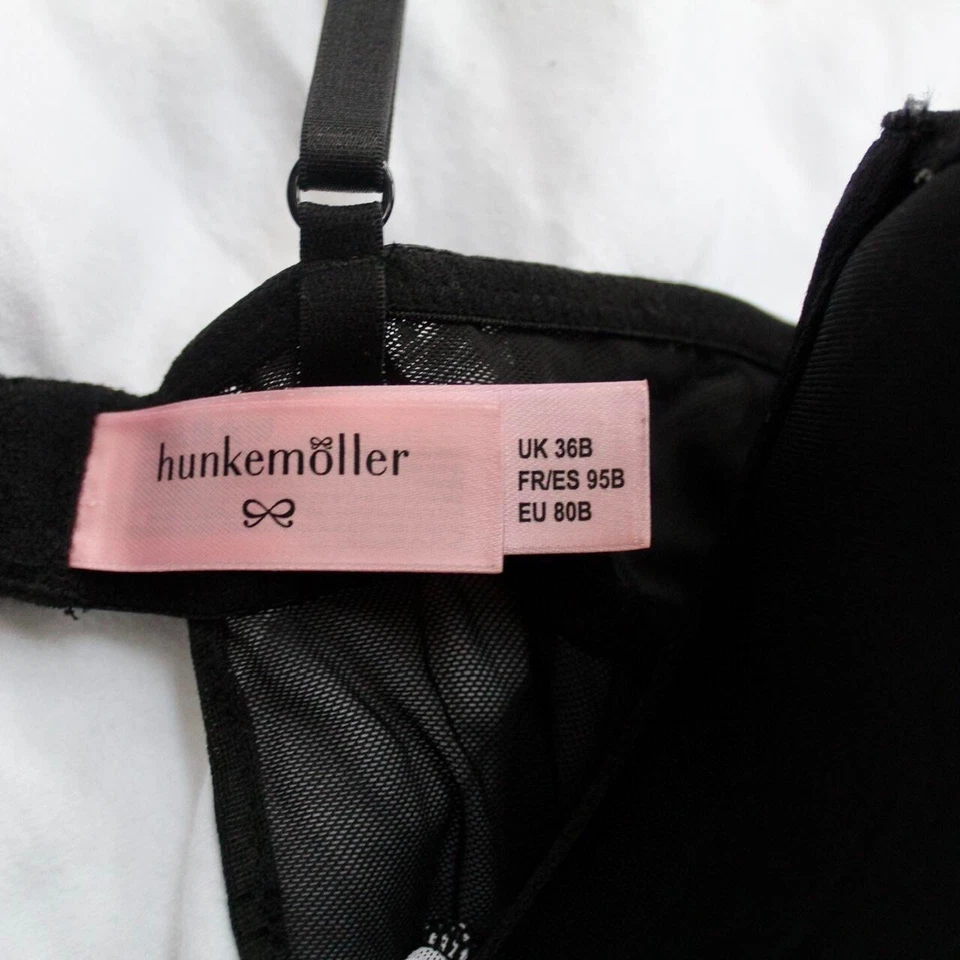 hunkemöller
UK 36B
FR/ES 95B
EU 80B